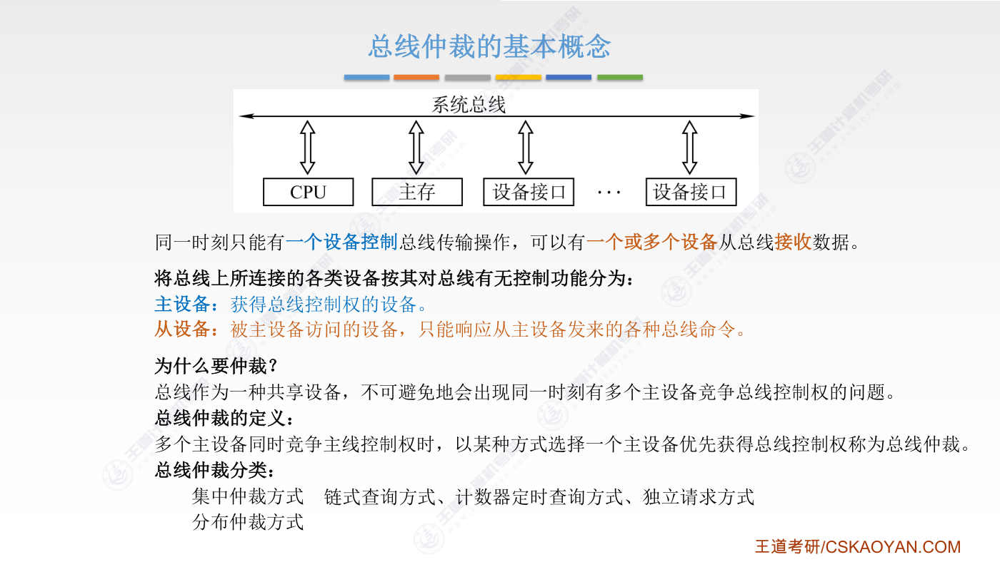 总线仲裁的基本概念
系统总线
CPU 主存 设备接口 ··· 设备接口
同一时刻只能有一个设备控制总线传输操作，可以有一个或多个设备从总线接收数据。
将总线上所连接的各类设备按其对总线有无控制功能分为：
主设备：获得总线控制权的设备。
从设备：被主设备访问的设备，只能响应从主设备发来的各种总线命令。
为什么要仲裁？
总线作为一种共享设备，不可避免地会出现同一时刻有多个主设备竞争总线控制权的问题。
总线仲裁的定义：
多个主设备同时竞争主线控制权时，以某种方式选择一个主设备优先获得总线控制权称为总线仲裁。
总线仲裁分类：
集中仲裁方式 链式查询方式、计数器定时查询方式、独立请求方式
分布仲裁方式
王道考研/CSKAOYAN.COM